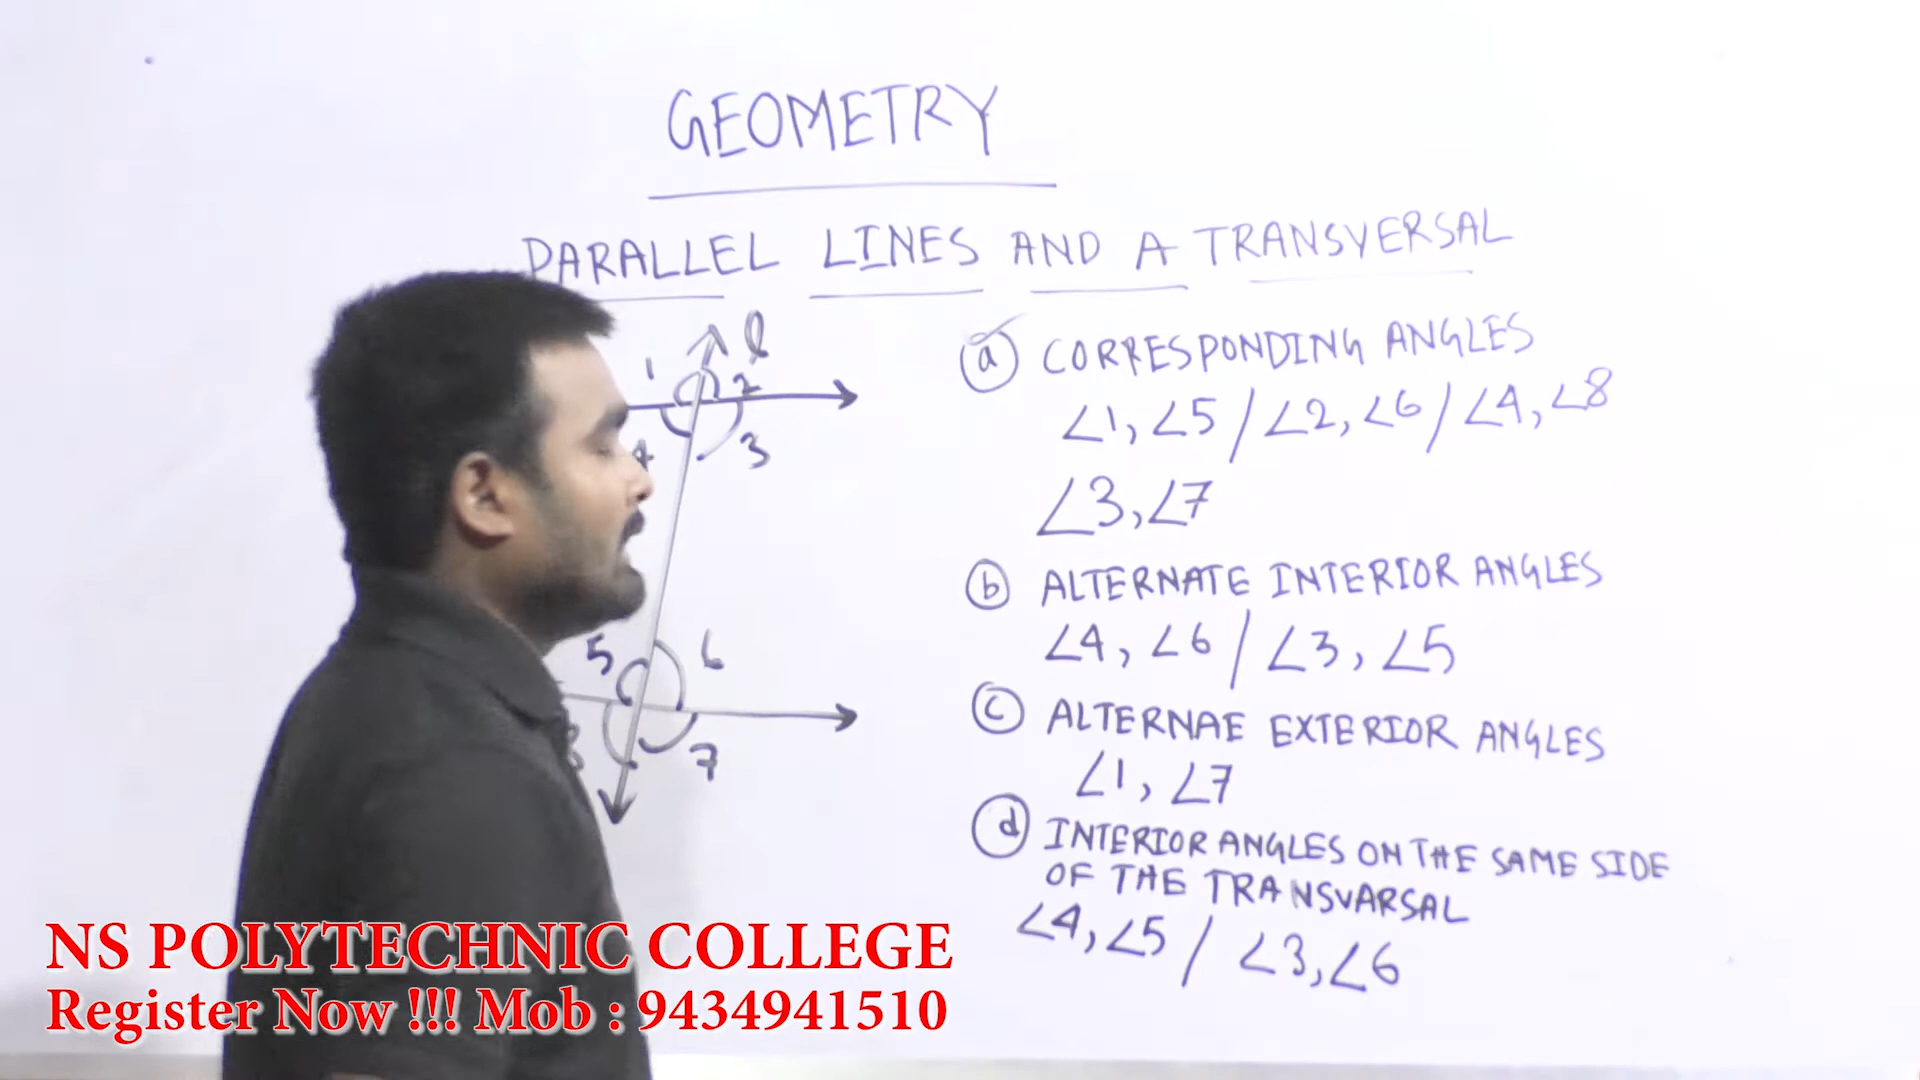 GEOMETRY
PARALLEL LINES AND A TRANSVERSAL
l
1
2
4
3
5
6
8
7
(a) CORRESPONDING ANGLES
∠1, ∠5 / ∠2, ∠6 / ∠4, ∠8
∠3, ∠7
(b) ALTERNATE INTERIOR ANGLES
∠4, ∠6 / ∠3, ∠5
(c) ALTERNAE EXTERIOR ANGLES
∠1, ∠7
(d) INTERIOR ANGLES ON THE SAME SIDE
OF THE TRANSVARSAL
∠4, ∠5 / ∠3, ∠6
NS POLYTECHNIC COLLEGE
Register Now !!! Mob : 9434941510